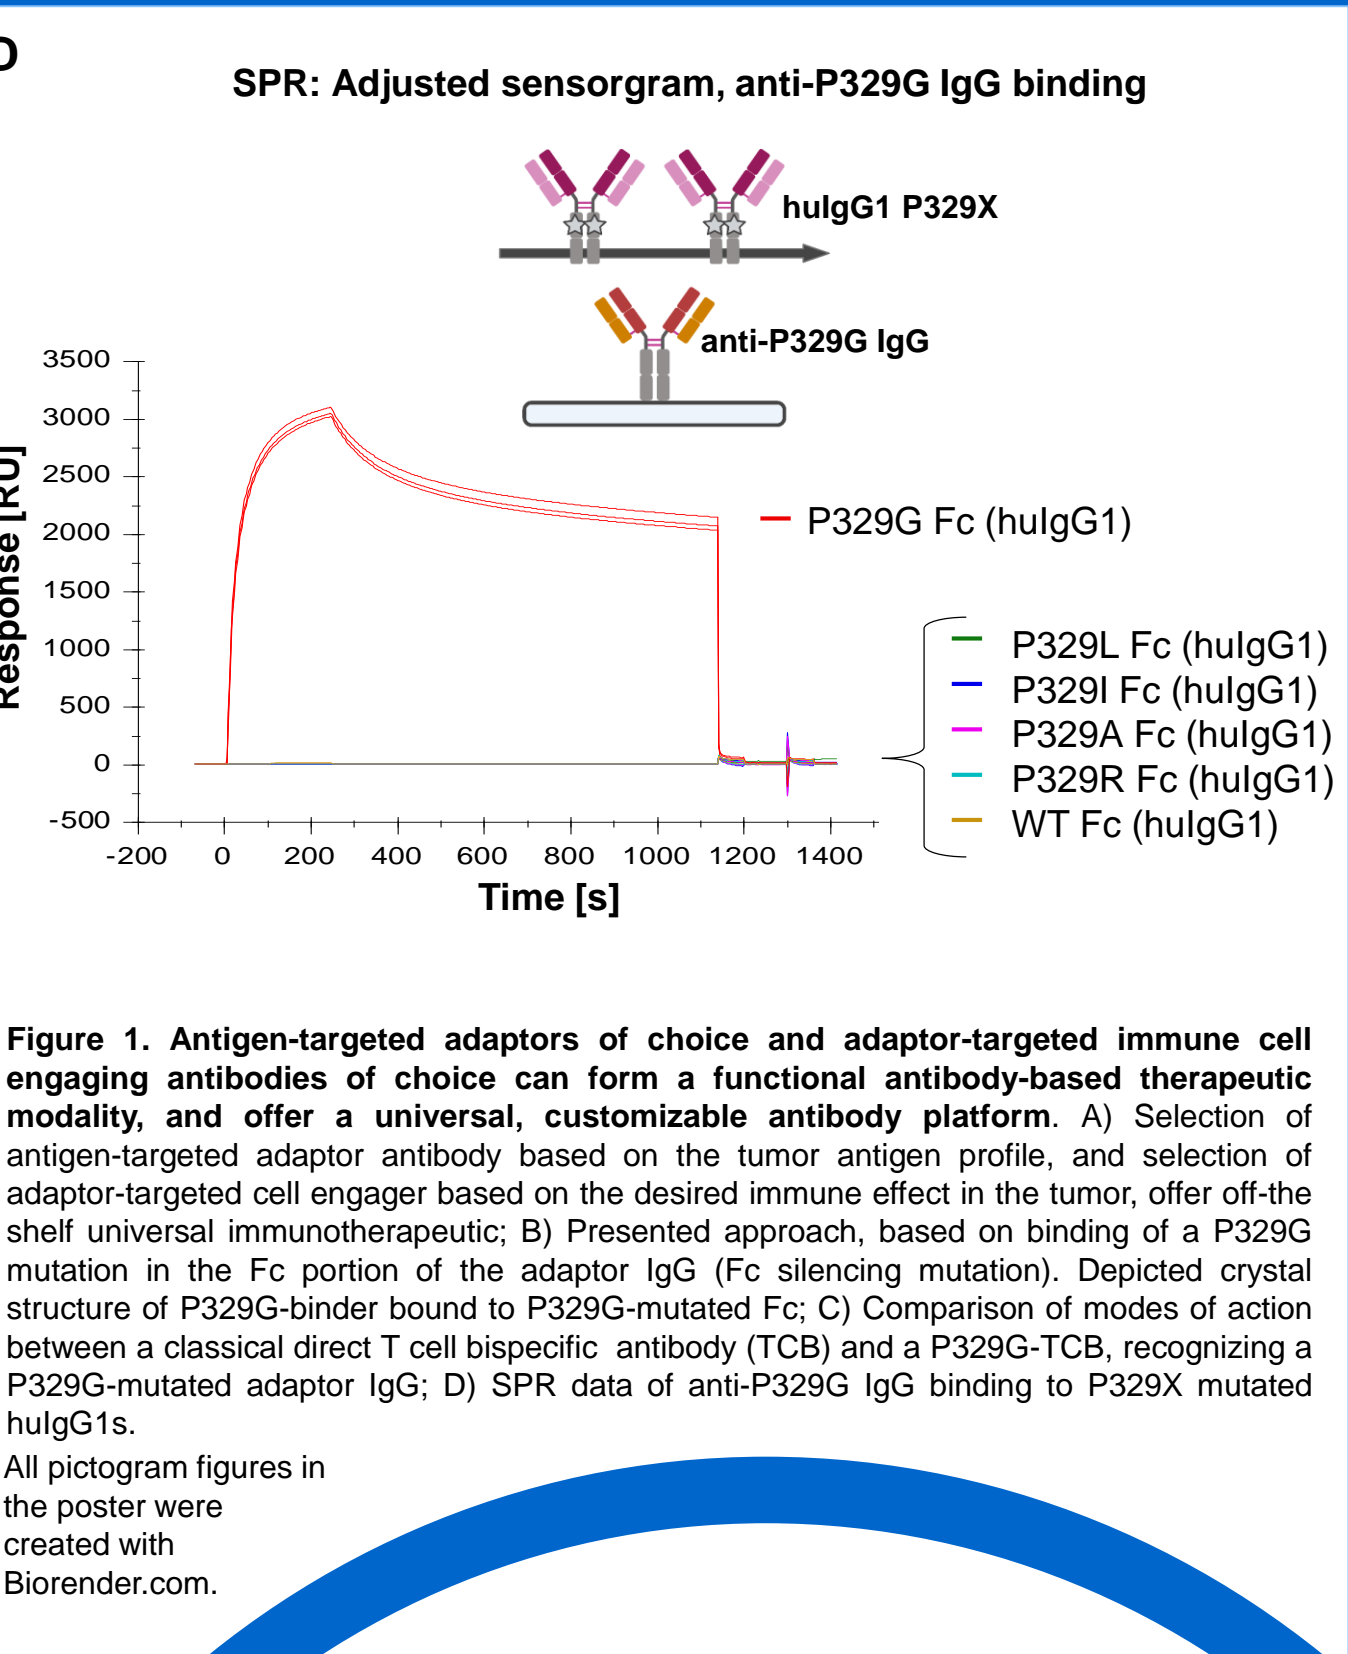 D
SPR: Adjusted sensorgram, anti-P329G IgG binding
huIgG1 P329X
anti-P329G IgG
3500
3000
2500
2000
1500
1000
500
0
-500
Response [RU]
P329G Fc (huIgG1)
P329L Fc (huIgG1)
P329I Fc (huIgG1)
P329A Fc (huIgG1)
P329R Fc (huIgG1)
WT Fc (huIgG1)
-200 0 200 400 600 800 1000 1200 1400
Time [s]
Figure 1. Antigen-targeted adaptors of choice and adaptor-targeted immune cell
engaging antibodies of choice can form a functional antibody-based therapeutic
modality, and offer a universal, customizable antibody platform. A) Selection of
antigen-targeted adaptor antibody based on the tumor antigen profile, and selection of
adaptor-targeted cell engager based on the desired immune effect in the tumor, offer off-the
shelf universal immunotherapeutic; B) Presented approach, based on binding of a P329G
mutation in the Fc portion of the adaptor IgG (Fc silencing mutation). Depicted crystal
structure of P329G-binder bound to P329G-mutated Fc; C) Comparison of modes of action
between a classical direct T cell bispecific antibody (TCB) and a P329G-TCB, recognizing a
P329G-mutated adaptor IgG; D) SPR data of anti-P329G IgG binding to P329X mutated
huIgG1s.
All pictogram figures in
the poster were
created with
Biorender.com.